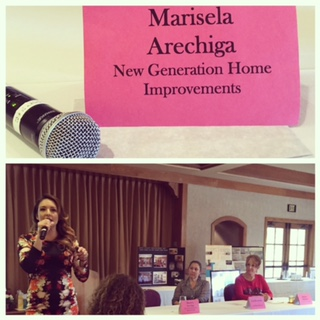 Marisela
Arechiga
New Generation Home
Improvements